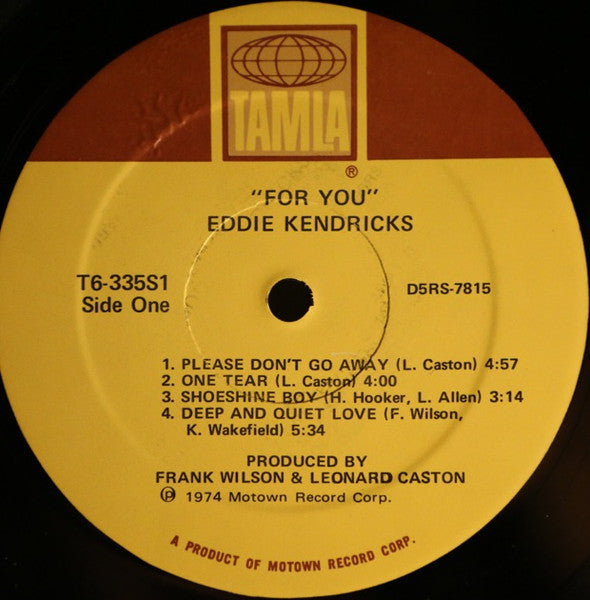 TAMLA
®
"FOR YOU"
EDDIE KENDRICKS
T6-335S1
Side One
D5RS-7815
1. PLEASE DON'T GO AWAY (L. Caston) 4:57
2. ONE TEAR (L. Caston) 4:00
3. SHOESHINE BOY (H. Hooker, L. Allen) 3:14
4. DEEP AND QUIET LOVE (F. Wilson,
K. Wakefield) 5:34
PRODUCED BY
FRANK WILSON & LEONARD CASTON
℗ 1974 Motown Record Corp.
A PRODUCT OF MOTOWN RECORD CORP.